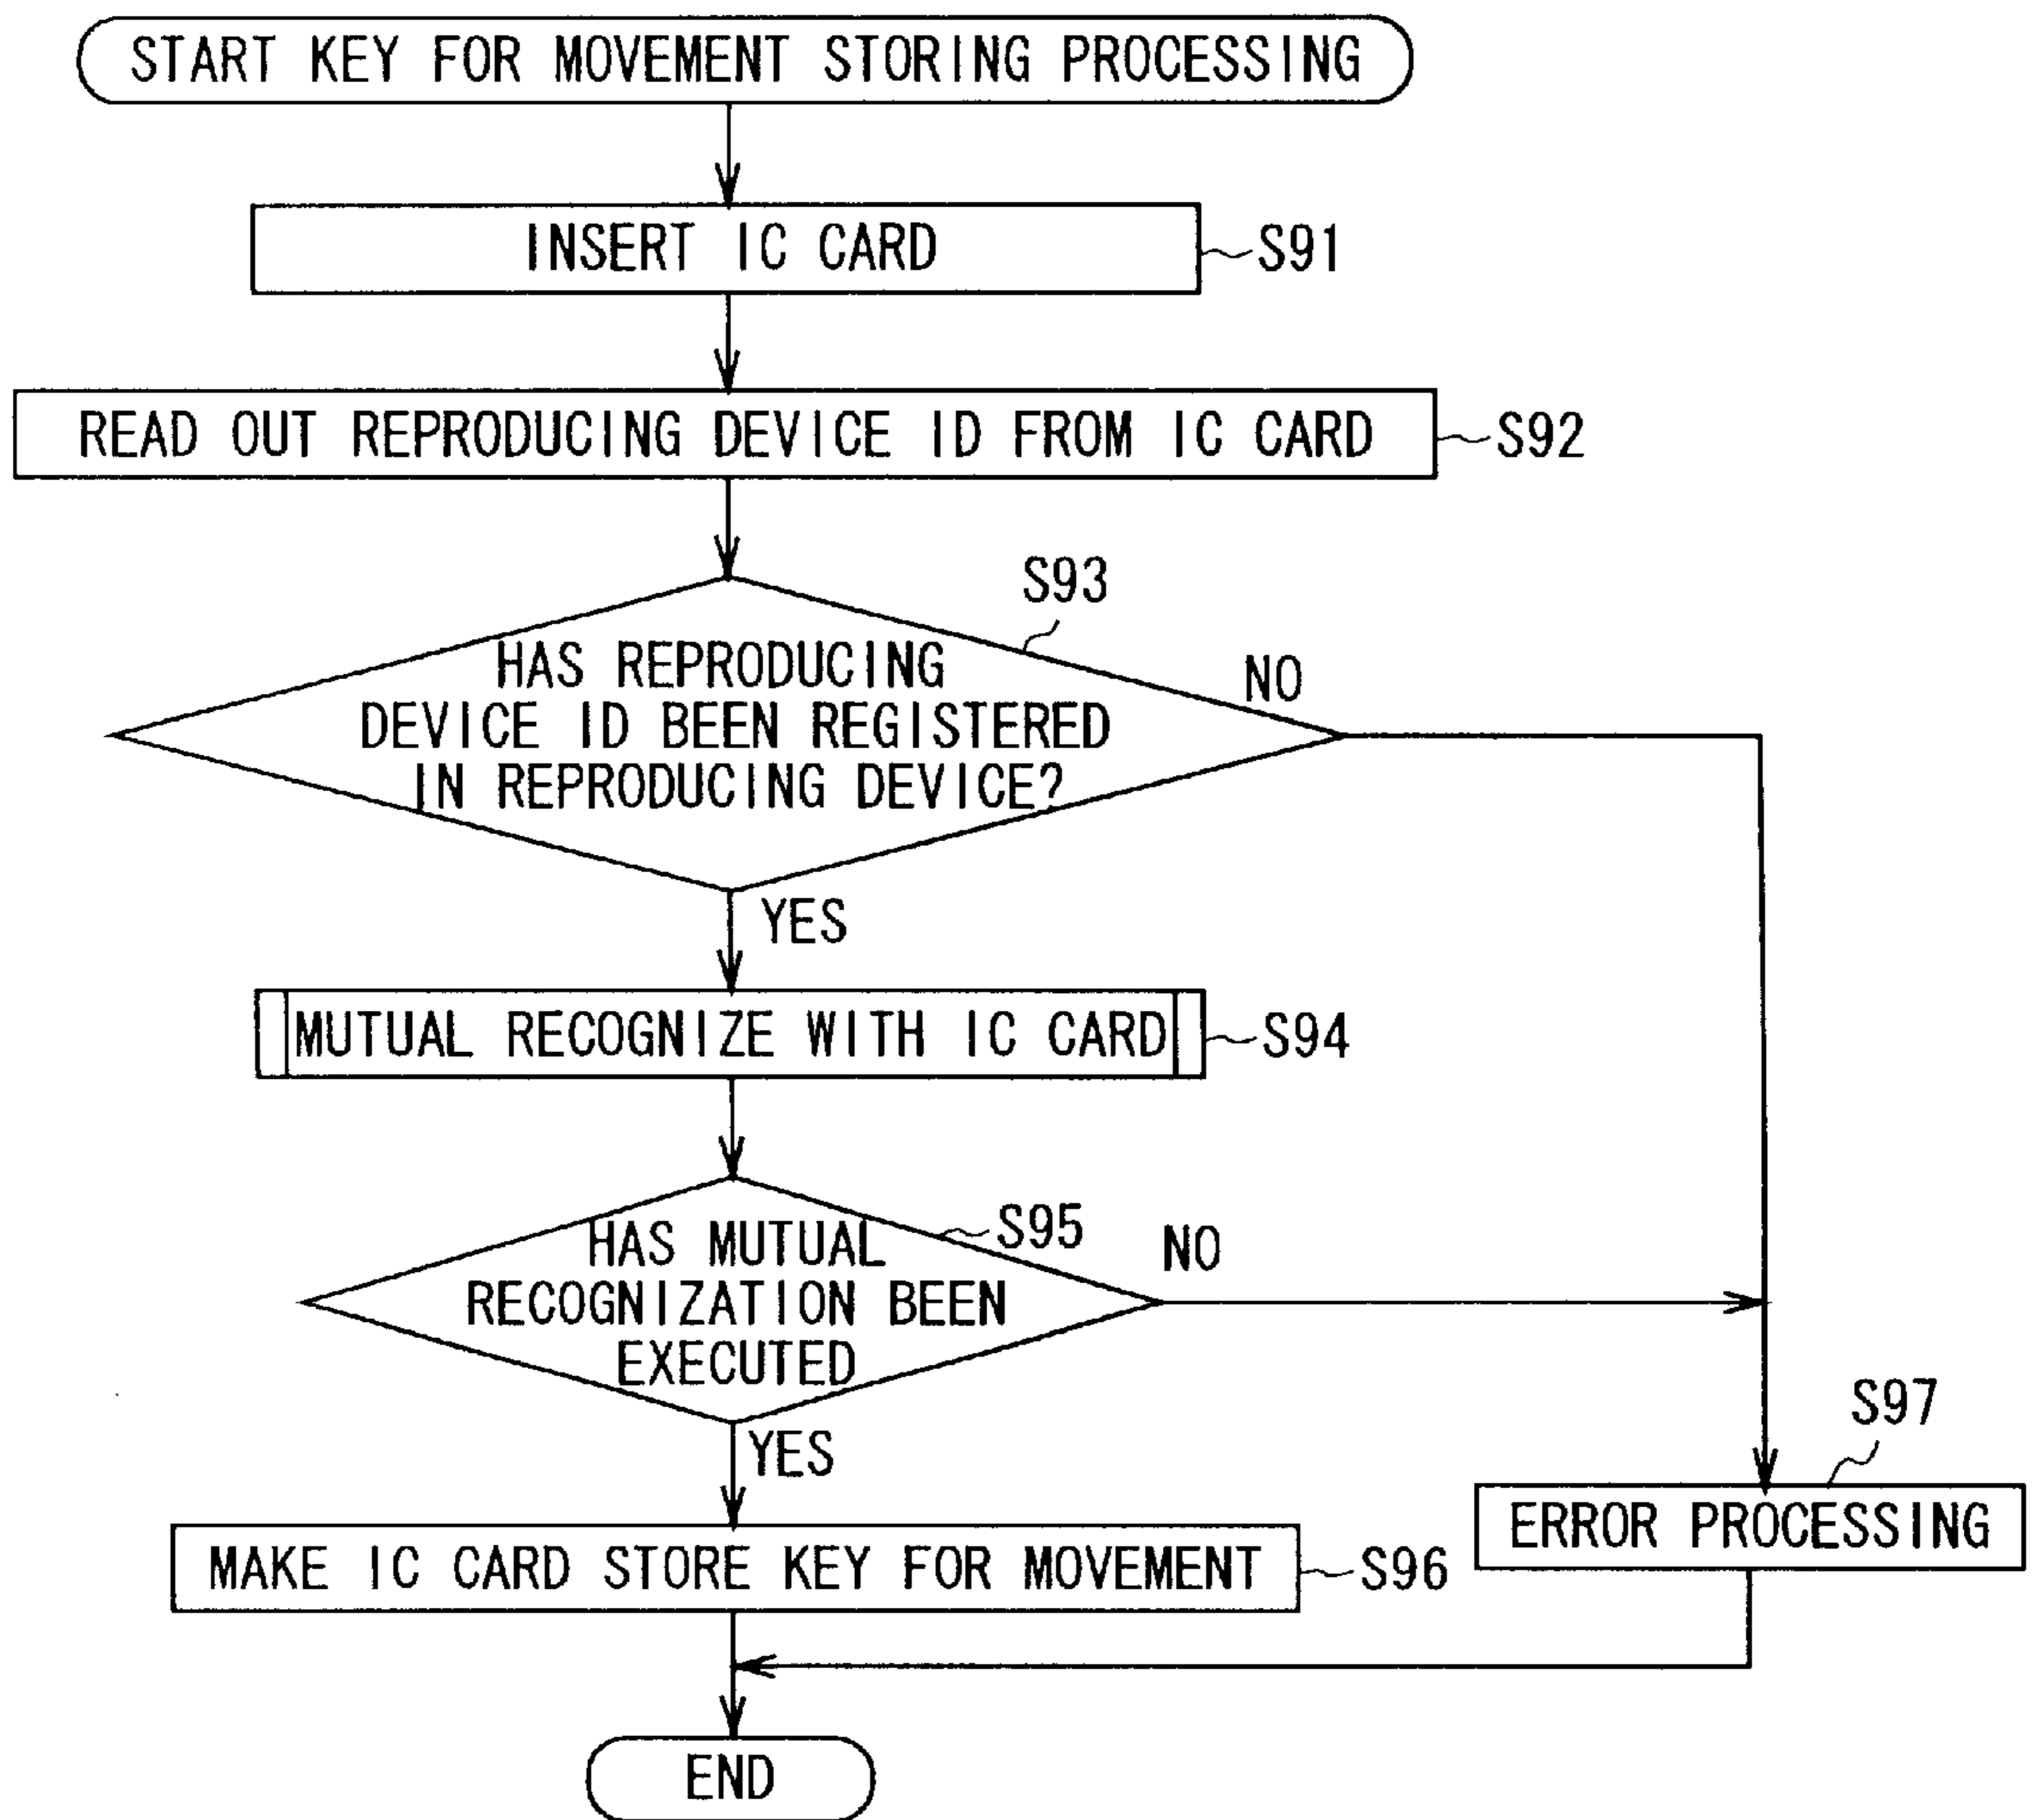 START KEY FOR MOVEMENT STORING PROCESSING
INSERT IC CARD
S91
READ OUT REPRODUCING DEVICE ID FROM IC CARD
S92
S93
HAS REPRODUCING
DEVICE ID BEEN REGISTERED
IN REPRODUCING DEVICE?
NO
YES
MUTUAL RECOGNIZE WITH IC CARD
S94
S95
HAS MUTUAL
RECOGNIZATION BEEN
EXECUTED
NO
YES
S97
ERROR PROCESSING
MAKE IC CARD STORE KEY FOR MOVEMENT
S96
END